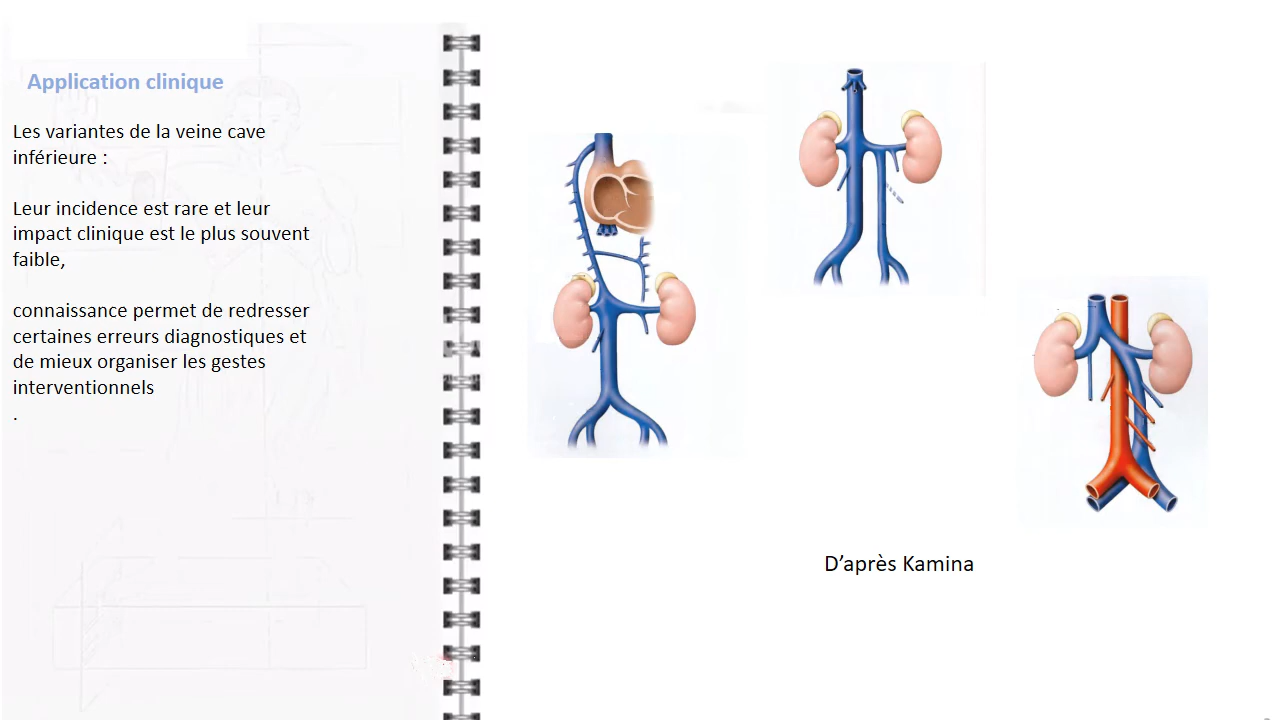 Application clinique
Les variantes de la veine cave
inférieure :
Leur incidence est rare et leur
impact clinique est le plus souvent
faible,
connaissance permet de redresser
certaines erreurs diagnostiques et
de mieux organiser les gestes
interventionnels
.
D’après Kamina